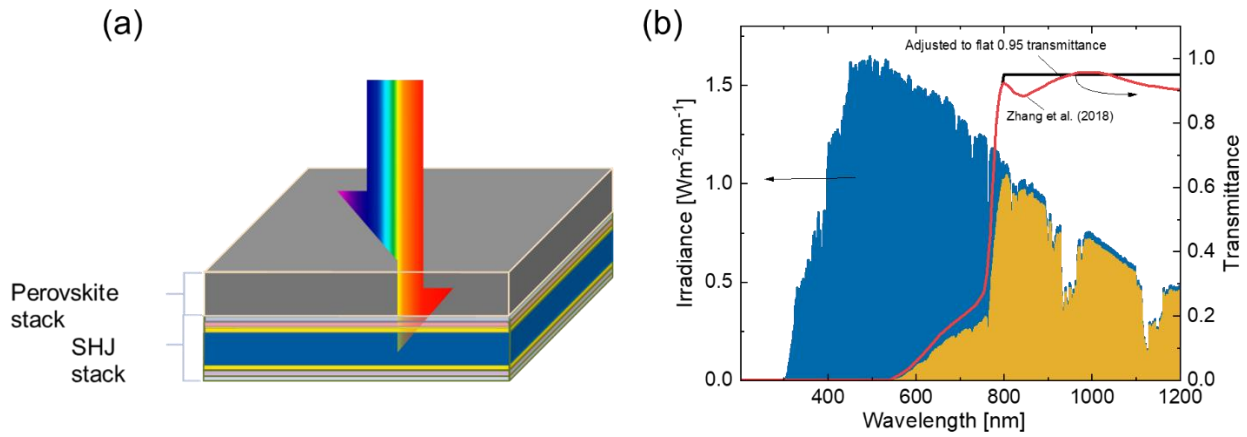 (a)
Perovskite
stack
SHJ
stack
(b)
Adjusted to flat 0.95 transmittance
Zhang et al. (2018)
Irradiance [Wm-2nm-1]
1.5
1.0
0.5
0.0
400
600
800
1000
1200
Wavelength [nm]
1.0
0.8
0.6
0.4
0.2
0.0
Transmittance